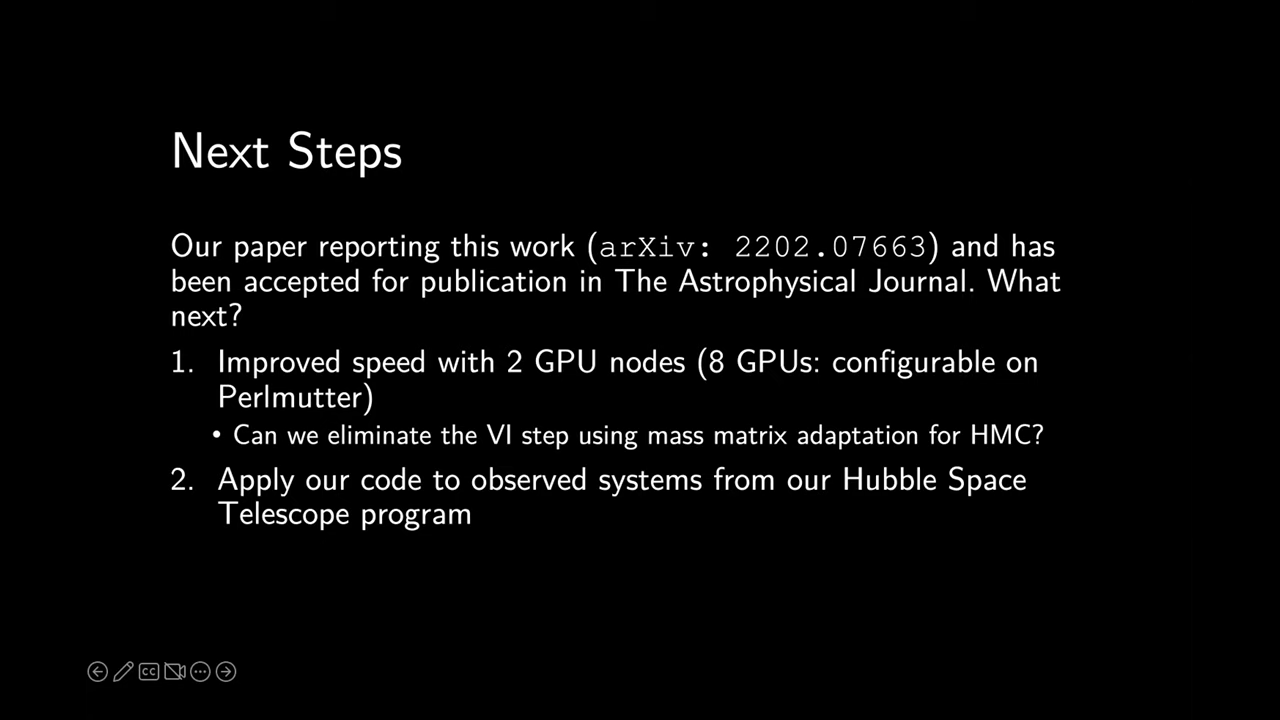 Next Steps
Our paper reporting this work (arXiv: 2202.07663) and has
been accepted for publication in The Astrophysical Journal. What
next?
1. Improved speed with 2 GPU nodes (8 GPUs: configurable on
Perlmutter)
• Can we eliminate the VI step using mass matrix adaptation for HMC?
2. Apply our code to observed systems from our Hubble Space
Telescope program
CC